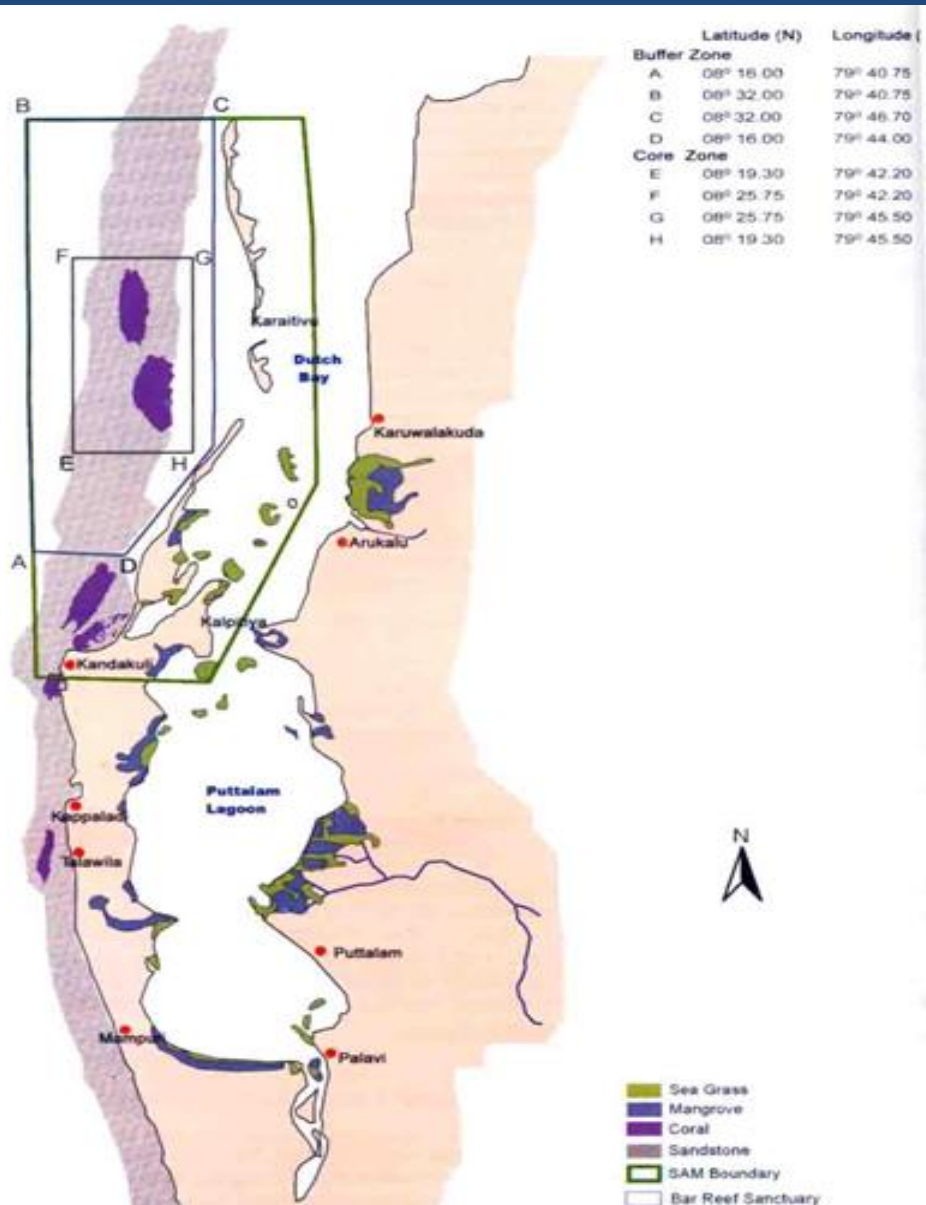 Latitude (N) Longitude (
Buffer Zone
A 08º 16.00 79º 40.75
B 08º 32.00 79º 40.75
C 08º 32.00 79º 46.70
D 08º 16.00 79º 44.00
Core Zone
E 08º 19.30 79º 42.20
F 08º 25.75 79º 42.20
G 08º 25.75 79º 45.50
H 08º 19.30 79º 45.50
B
C
F
G
Karaitivu
Dutch
Bay
Karuwalakuda
E
H
Arukalu
A
D
Kalpitiya
Kandakuli
Puttalam
Lagoon
Kappaladi
Talawila
N
Puttalam
Mampuri
Palavi
Sea Grass
Mangrove
Coral
Sandstone
SAM Boundary
Bar Reef Sanctuary